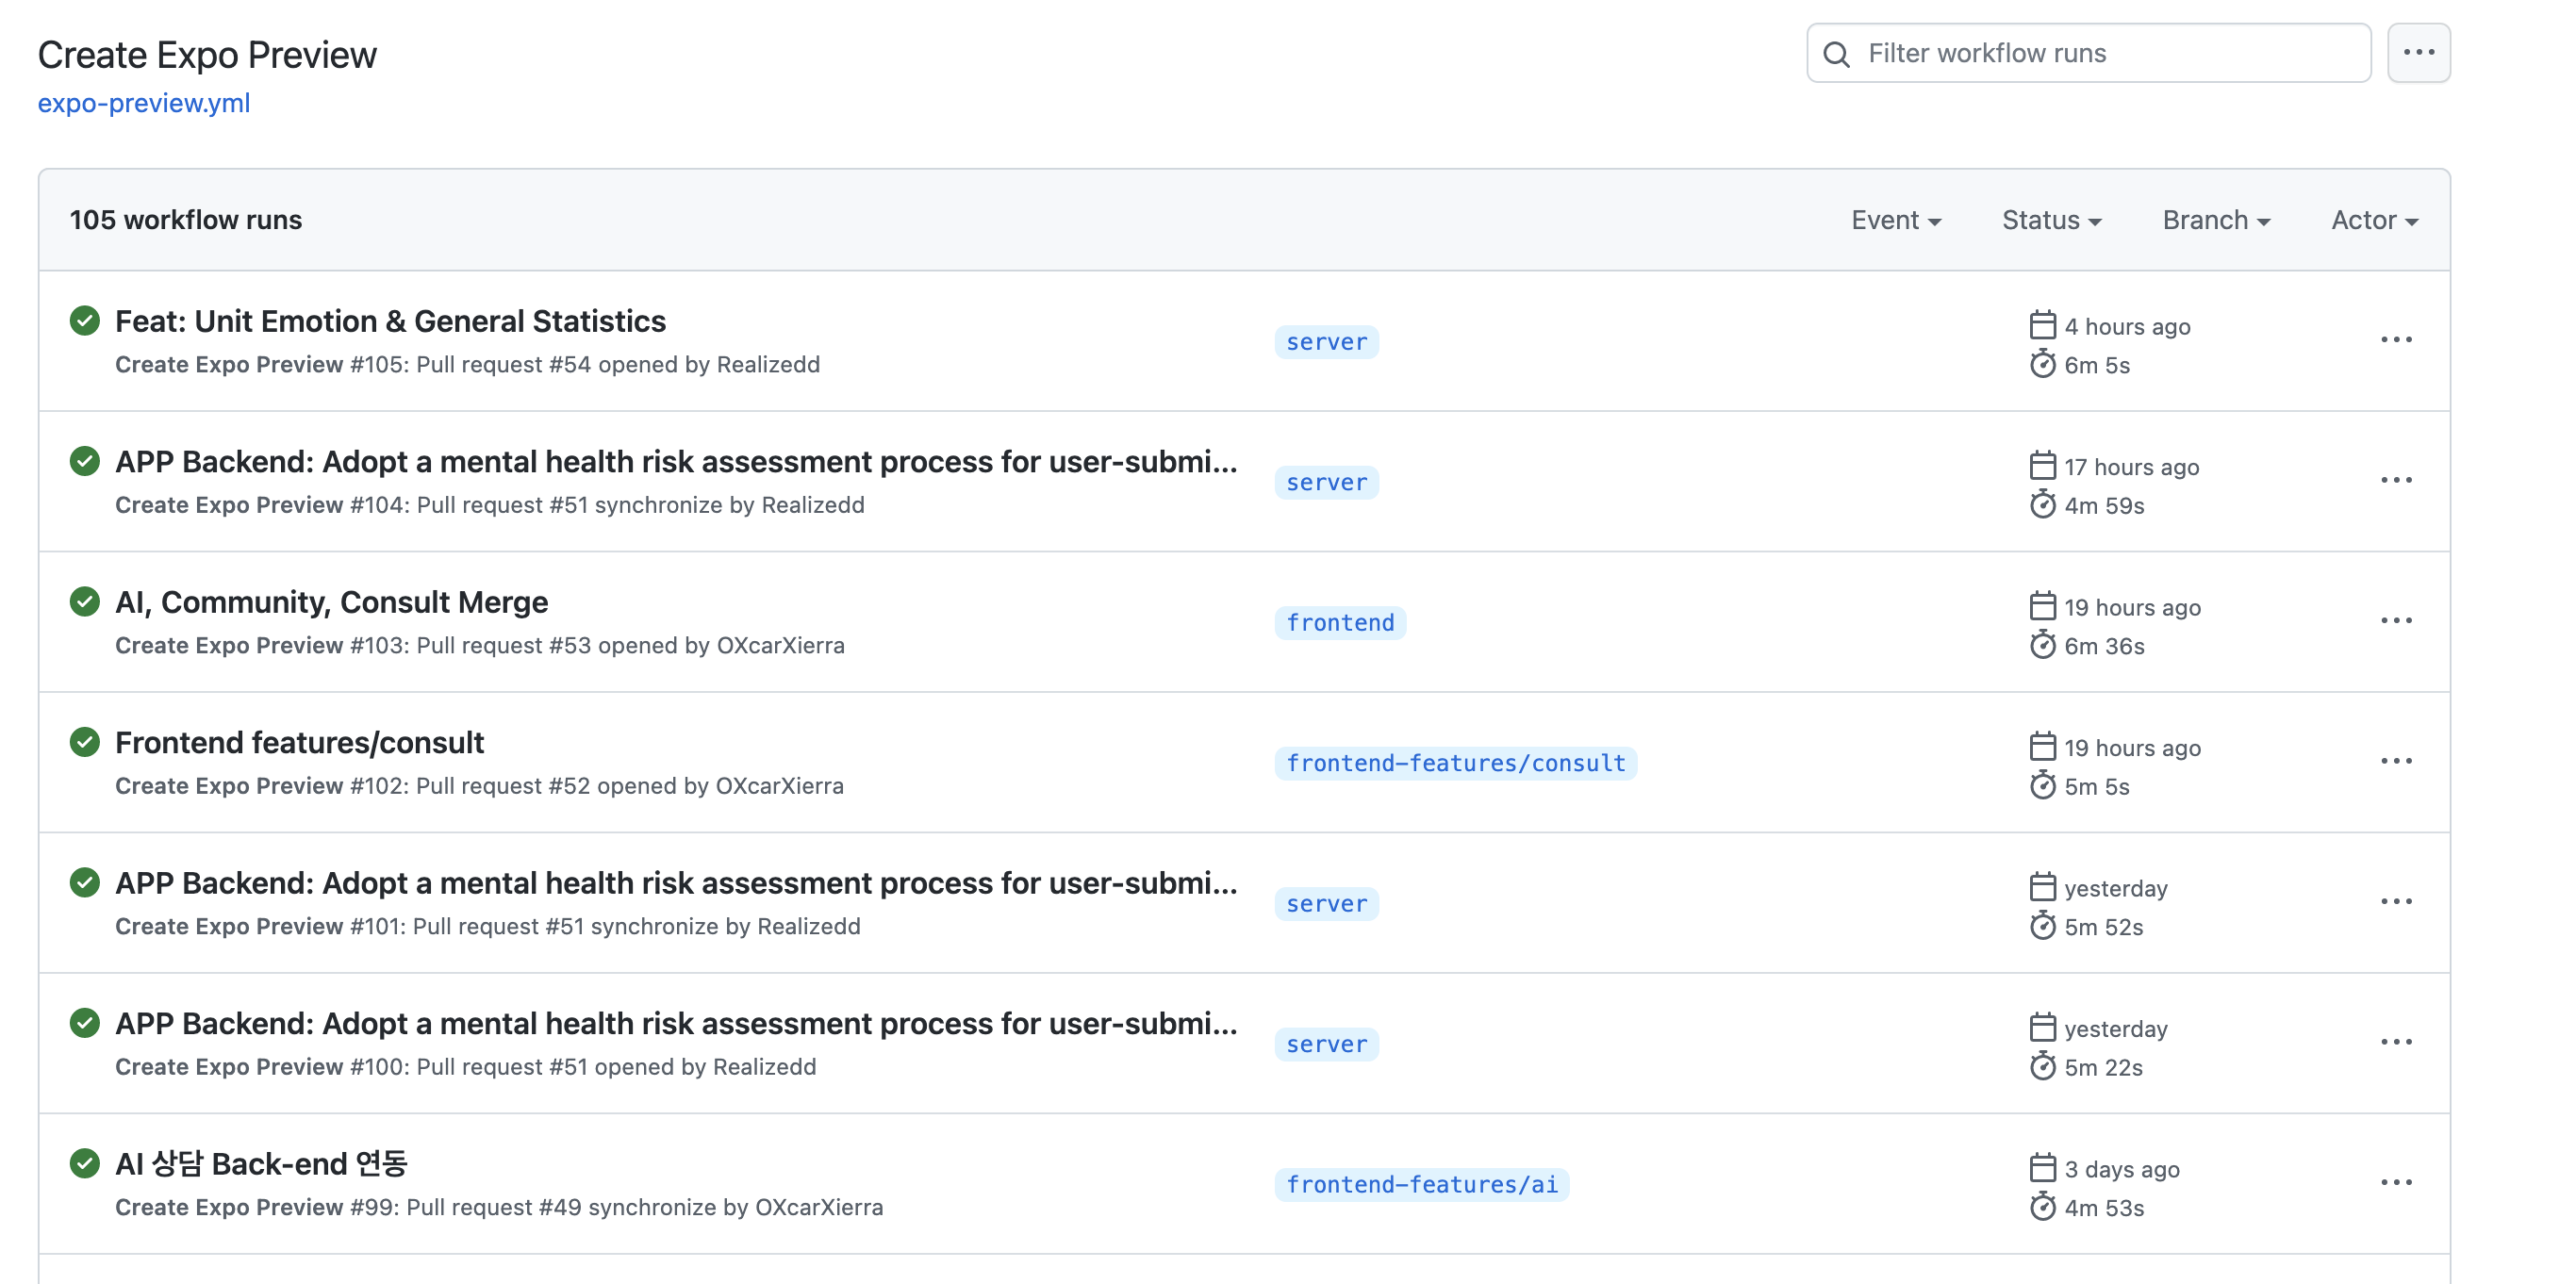 Create Expo Preview
Filter workflow runs
expo-preview.yml
105 workflow runs
Event Status Branch Actor
Feat: Unit Emotion & General Statistics
Create Expo Preview #105: Pull request #54 opened by Realizedd
server
4 hours ago
6m 5s
APP Backend: Adopt a mental health risk assessment process for user-submi...
Create Expo Preview #104: Pull request #51 synchronize by Realizedd
server
17 hours ago
4m 59s
AI, Community, Consult Merge
Create Expo Preview #103: Pull request #53 opened by OXcarXierra
frontend
19 hours ago
6m 36s
Frontend features/consult
Create Expo Preview #102: Pull request #52 opened by OXcarXierra
frontend-features/consult
19 hours ago
5m 5s
APP Backend: Adopt a mental health risk assessment process for user-submi...
Create Expo Preview #101: Pull request #51 synchronize by Realizedd
server
yesterday
5m 52s
APP Backend: Adopt a mental health risk assessment process for user-submi...
Create Expo Preview #100: Pull request #51 opened by Realizedd
server
yesterday
5m 22s
AI 상담 Back-end 연동
Create Expo Preview #99: Pull request #49 synchronize by OXcarXierra
frontend-features/ai
3 days ago
4m 53s